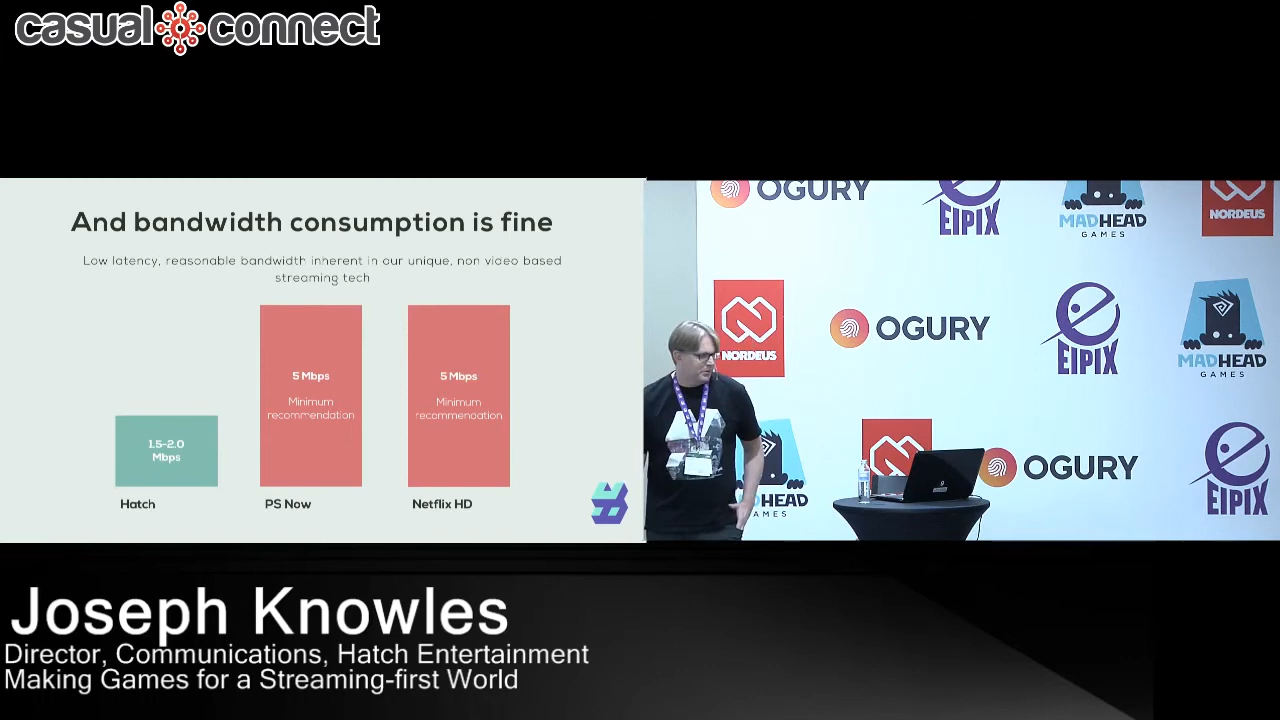 casual connect
And bandwidth consumption is fine
Low latency, reasonable bandwidth inherent in our unique, non video based
streaming tech
5 Mbps
Minimum
recommendation
5 Mbps
Minimum
recommendation
1.5-2.0
Mbps
Hatch
PS Now
Netflix HD
OGURY
EIPIX
MADHEAD
GAMES
NORDEUS
NORDEUS
OGURY
EIPIX
MADHEAD
GAMES
OGURY
EIPIX
Joseph Knowles
Director, Communications, Hatch Entertainment
Making Games for a Streaming-first World